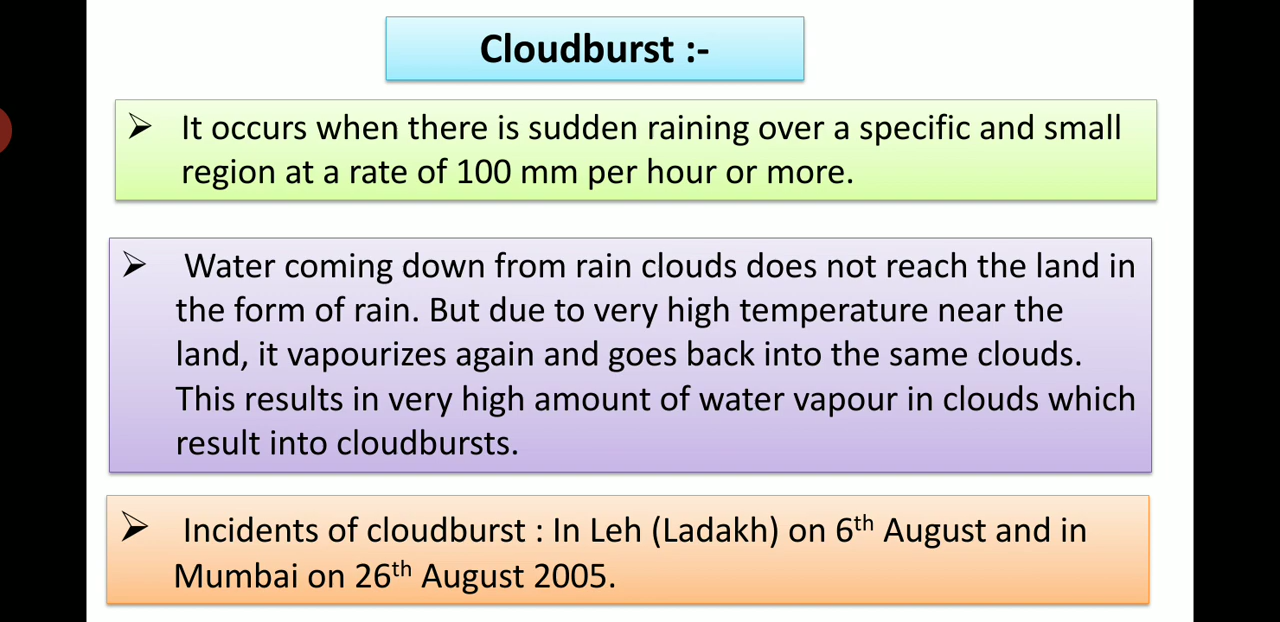 Cloudburst :-
➢ It occurs when there is sudden raining over a specific and small
region at a rate of 100 mm per hour or more.
➢ Water coming down from rain clouds does not reach the land in
the form of rain. But due to very high temperature near the
land, it vapourizes again and goes back into the same clouds.
This results in very high amount of water vapour in clouds which
result into cloudbursts.
➢ Incidents of cloudburst : In Leh (Ladakh) on 6th August and in
Mumbai on 26th August 2005.